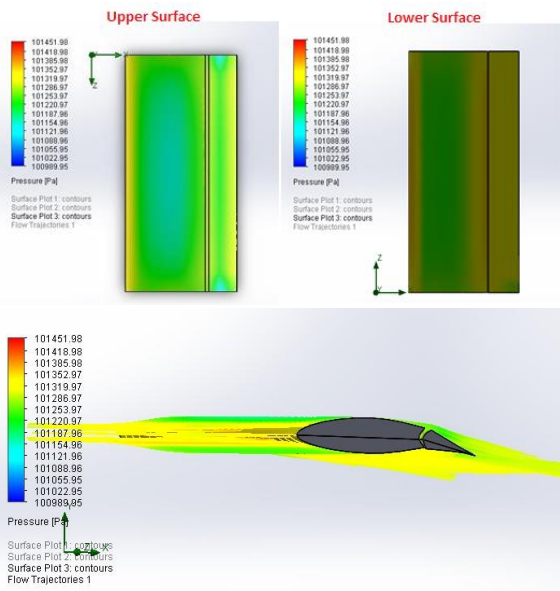 Upper Surface
101451.98
101418.98
101385.98
101352.97
101319.97
101286.97
101253.97
101220.97
101187.96
101154.96
101121.96
101088.96
101055.95
101022.95
100989.95
Pressure [Pa]
Surface Plot 1: contours
Surface Plot 2: contours
Surface Plot 3: contours
Flow Trajectories 1
X
Z
Lower Surface
101451.98
101418.98
101385.98
101352.97
101319.97
101286.97
101253.97
101220.97
101187.96
101154.96
101121.96
101088.96
101055.95
101022.95
100989.95
Pressure [Pa]
Surface Plot 1: contours
Surface Plot 2: contours
Surface Plot 3: contours
Flow Trajectories 1
Z
101451.98
101418.98
101385.98
101352.97
101319.97
101286.97
101253.97
101220.97
101187.96
101154.96
101121.96
101088.96
101055.95
101022.95
100989.95
Pressure [Pa]
Surface Plot 1: contours
Surface Plot 2: contours
Surface Plot 3: contours
Flow Trajectories 1